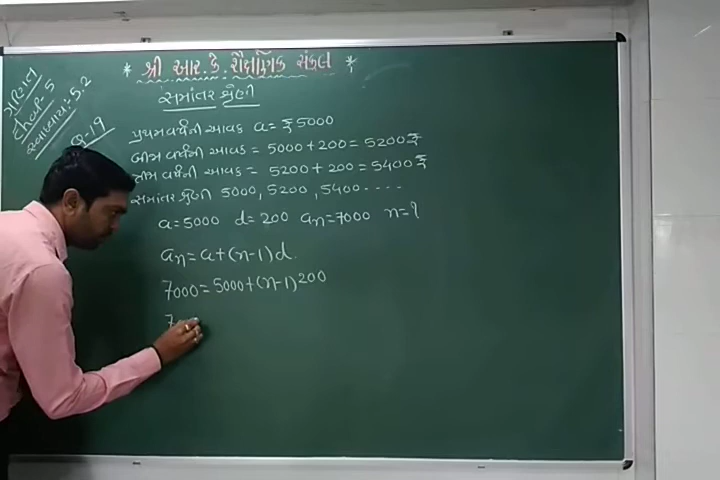 * શ્રી આર.કે. શૈક્ષણિક સંકુલ *
સમાંતર શ્રેણી
ગણિત
Chap:-5
સ્વાધ્યાય:-5.2
Q-19
પ્રથમ વર્ષની આવક a=₹5000
બીજા વર્ષની આવક = 5000+200=5200₹
ત્રીજા વર્ષની આવક = 5200+200=5400₹
સમાંતર શ્રેણી 5000, 5200, 5400....
a=5000 d=200 an=7000 n=?
an=a+(n-1)d.
7000=5000+(n-1)200
7